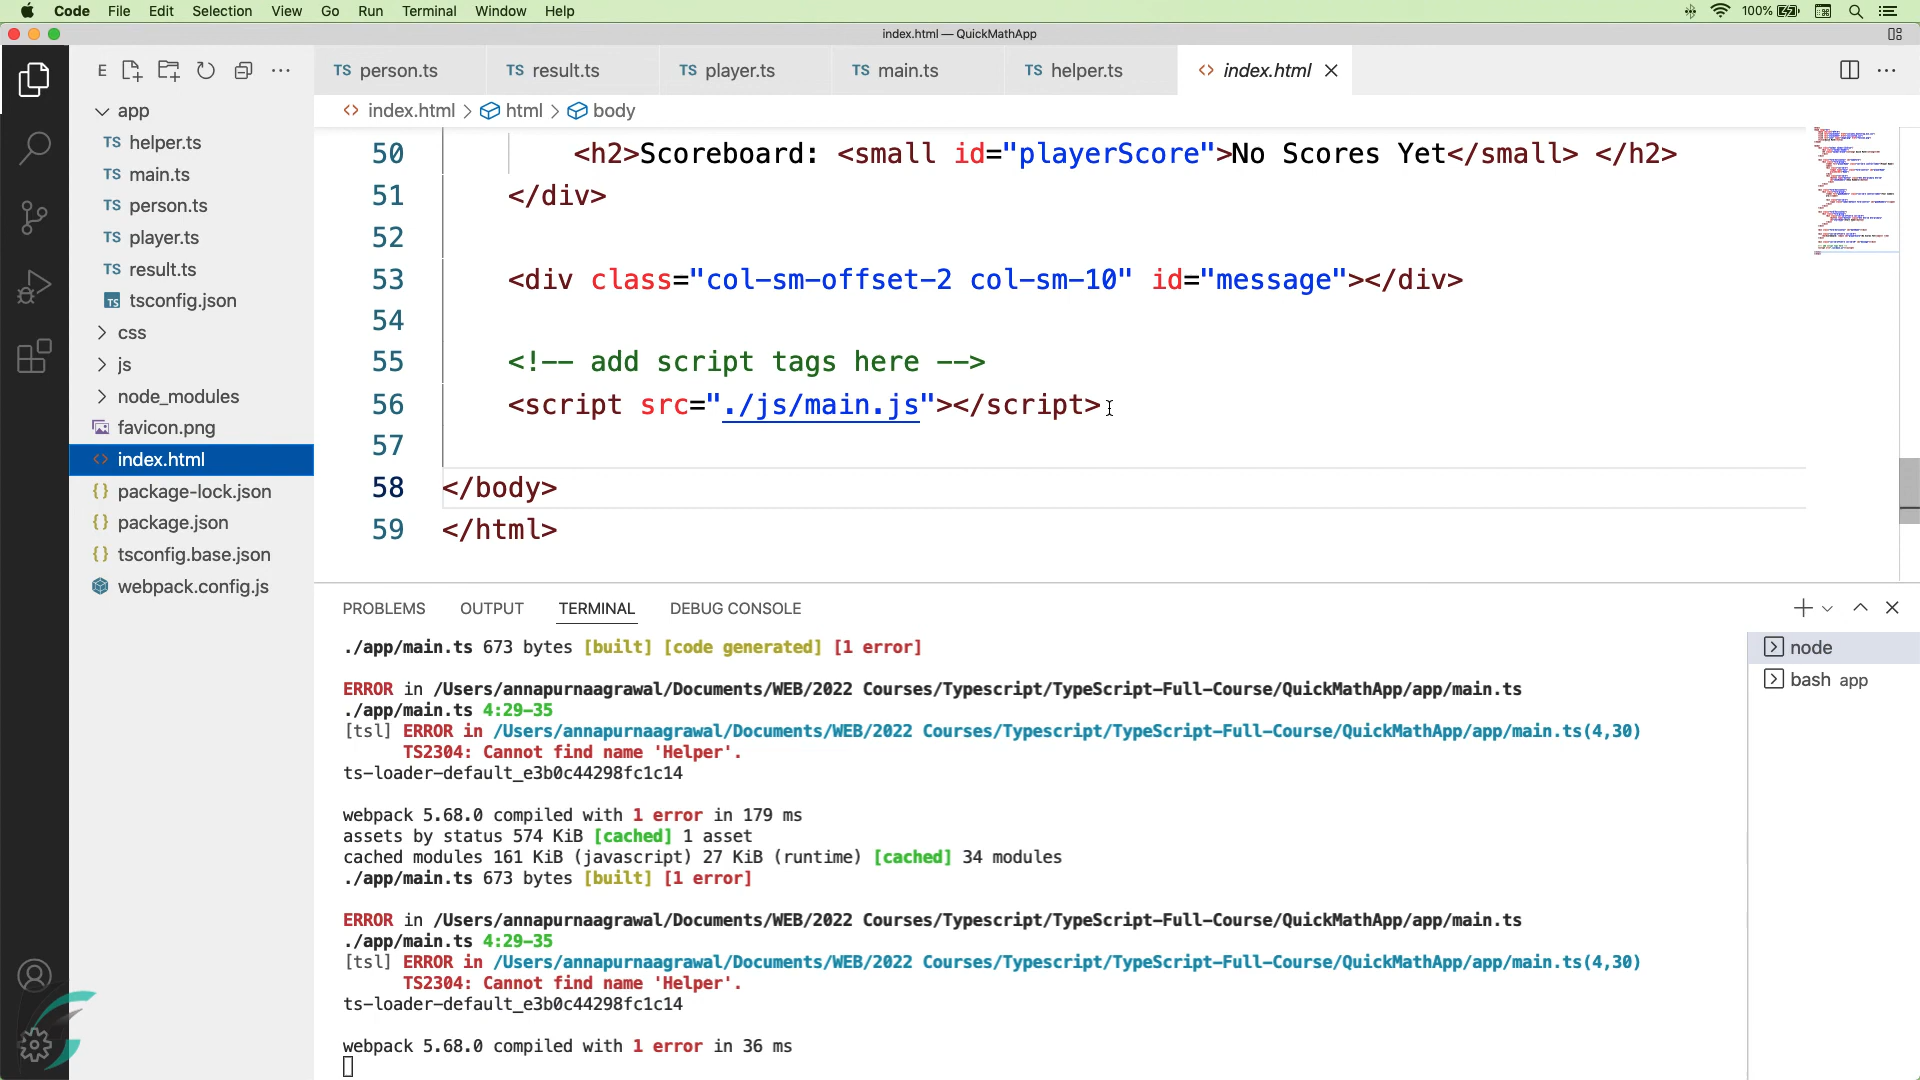 Code File Edit Selection View Go Run Terminal Window Help 100%
index.html — QuickMathApp
E
TS person.ts TS result.ts TS player.ts TS main.ts TS helper.ts index.html
index.html > html > body
app
TS helper.ts
TS main.ts
TS person.ts
TS player.ts
TS result.ts
TS tsconfig.json
css
js
node_modules
favicon.png
index.html
{} package-lock.json
{} package.json
{} tsconfig.base.json
webpack.config.js
50 <h2>Scoreboard: <small id="playerScore">No Scores Yet</small> </h2>
51 </div>
52
53 <div class="col-sm-offset-2 col-sm-10" id="message"></div>
54
55 <!-- add script tags here -->
56 <script src="./js/main.js"></script>
57
58 </body>
59 </html>
PROBLEMS OUTPUT TERMINAL DEBUG CONSOLE
./app/main.ts 673 bytes [built] [code generated] [1 error]
ERROR in /Users/annapurnaagrawal/Documents/WEB/2022 Courses/Typescript/TypeScript-Full-Course/QuickMathApp/app/main.ts
./app/main.ts 4:29-35
[tsl] ERROR in /Users/annapurnaagrawal/Documents/WEB/2022 Courses/Typescript/TypeScript-Full-Course/QuickMathApp/app/main.ts(4,30)
TS2304: Cannot find name 'Helper'.
ts-loader-default_e3b0c44298fc1c14
webpack 5.68.0 compiled with 1 error in 179 ms
assets by status 574 KiB [cached] 1 asset
cached modules 161 KiB (javascript) 27 KiB (runtime) [cached] 34 modules
./app/main.ts 673 bytes [built] [1 error]
ERROR in /Users/annapurnaagrawal/Documents/WEB/2022 Courses/Typescript/TypeScript-Full-Course/QuickMathApp/app/main.ts
./app/main.ts 4:29-35
[tsl] ERROR in /Users/annapurnaagrawal/Documents/WEB/2022 Courses/Typescript/TypeScript-Full-Course/QuickMathApp/app/main.ts(4,30)
TS2304: Cannot find name 'Helper'.
ts-loader-default_e3b0c44298fc1c14
webpack 5.68.0 compiled with 1 error in 36 ms
node
bash app